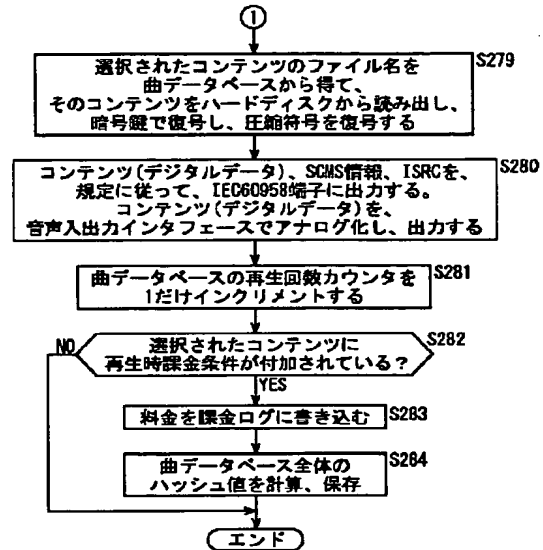 1
選択されたコンテンツのファイル名を
曲データベースから得て、
そのコンテンツをハードディスクから読み出し、
暗号鍵で復号し、圧縮符号を復号する
S279
コンテンツ(デジタルデータ)、SCMS情報、ISRCを、
規定に従って、IEC60958端子に出力する。
コンテンツ(デジタルデータ)を、
音声入出力インタフェースでアナログ化し、出力する
S280
曲データベースの再生回数カウンタを
1だけインクリメントする
S281
選択されたコンテンツに
再生時課金条件が付加されている?
S282
NO
YES
料金を課金ログに書き込む
S283
曲データベース全体の
ハッシュ値を計算、保存
S284
エンド